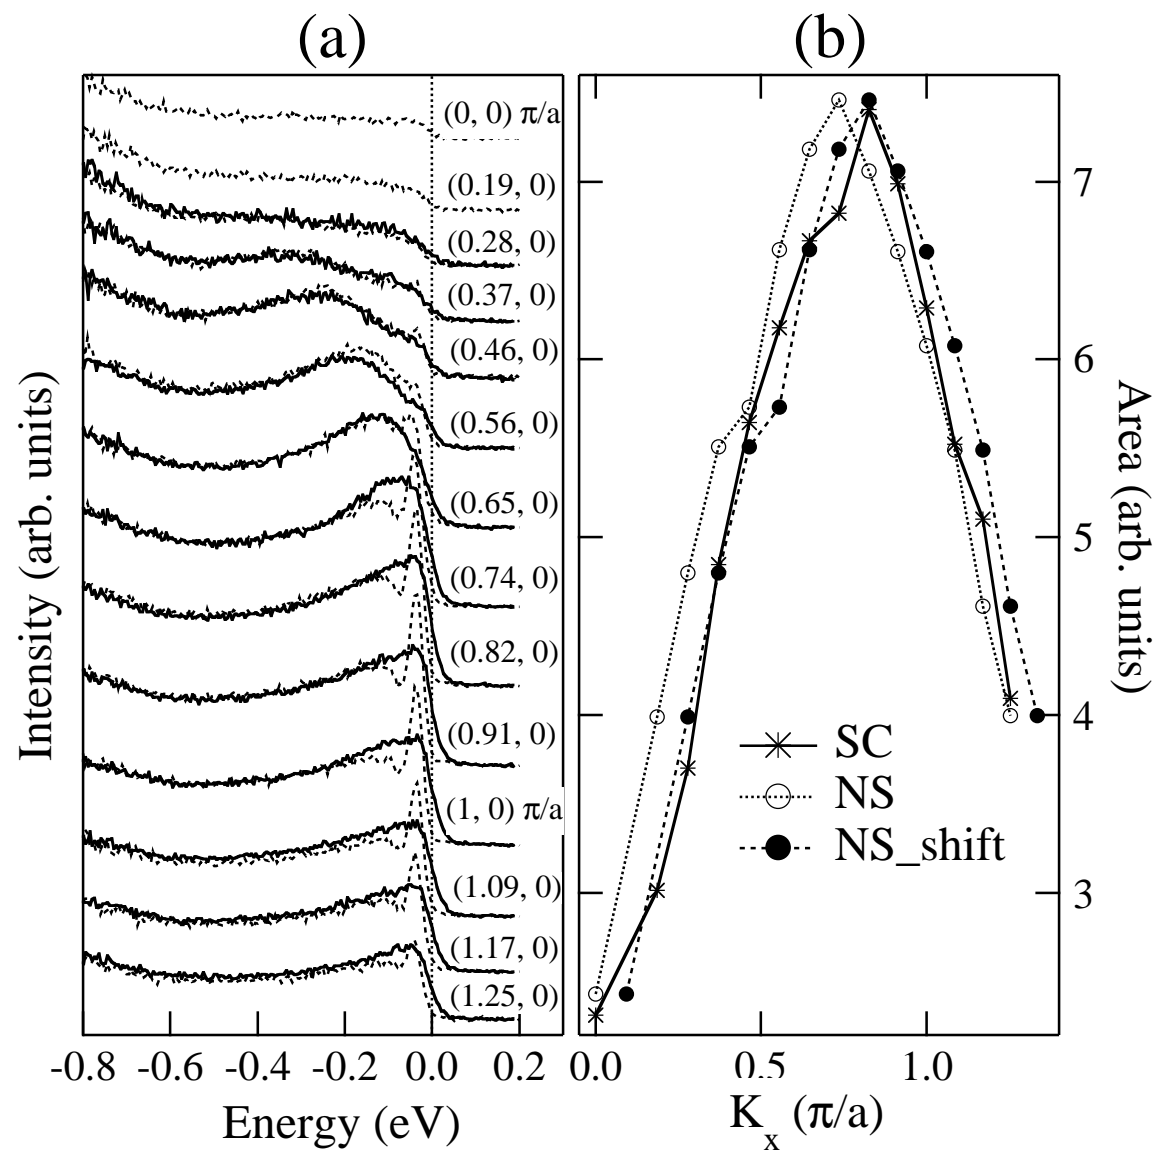 (a)
(b)
Intensity (arb. units)
(0, 0) π/a
(0.19, 0)
(0.28, 0)
(0.37, 0)
(0.46, 0)
(0.56, 0)
(0.65, 0)
(0.74, 0)
(0.82, 0)
(0.91, 0)
(1, 0) π/a
(1.09, 0)
(1.17, 0)
(1.25, 0)
-0.8 -0.6 -0.4 -0.2 0.0 0.2
Energy (eV)
7
6
5
4
3
Area (arb. units)
SC
NS
NS_shift
0.0 0.5 1.0
K_x (π/a)